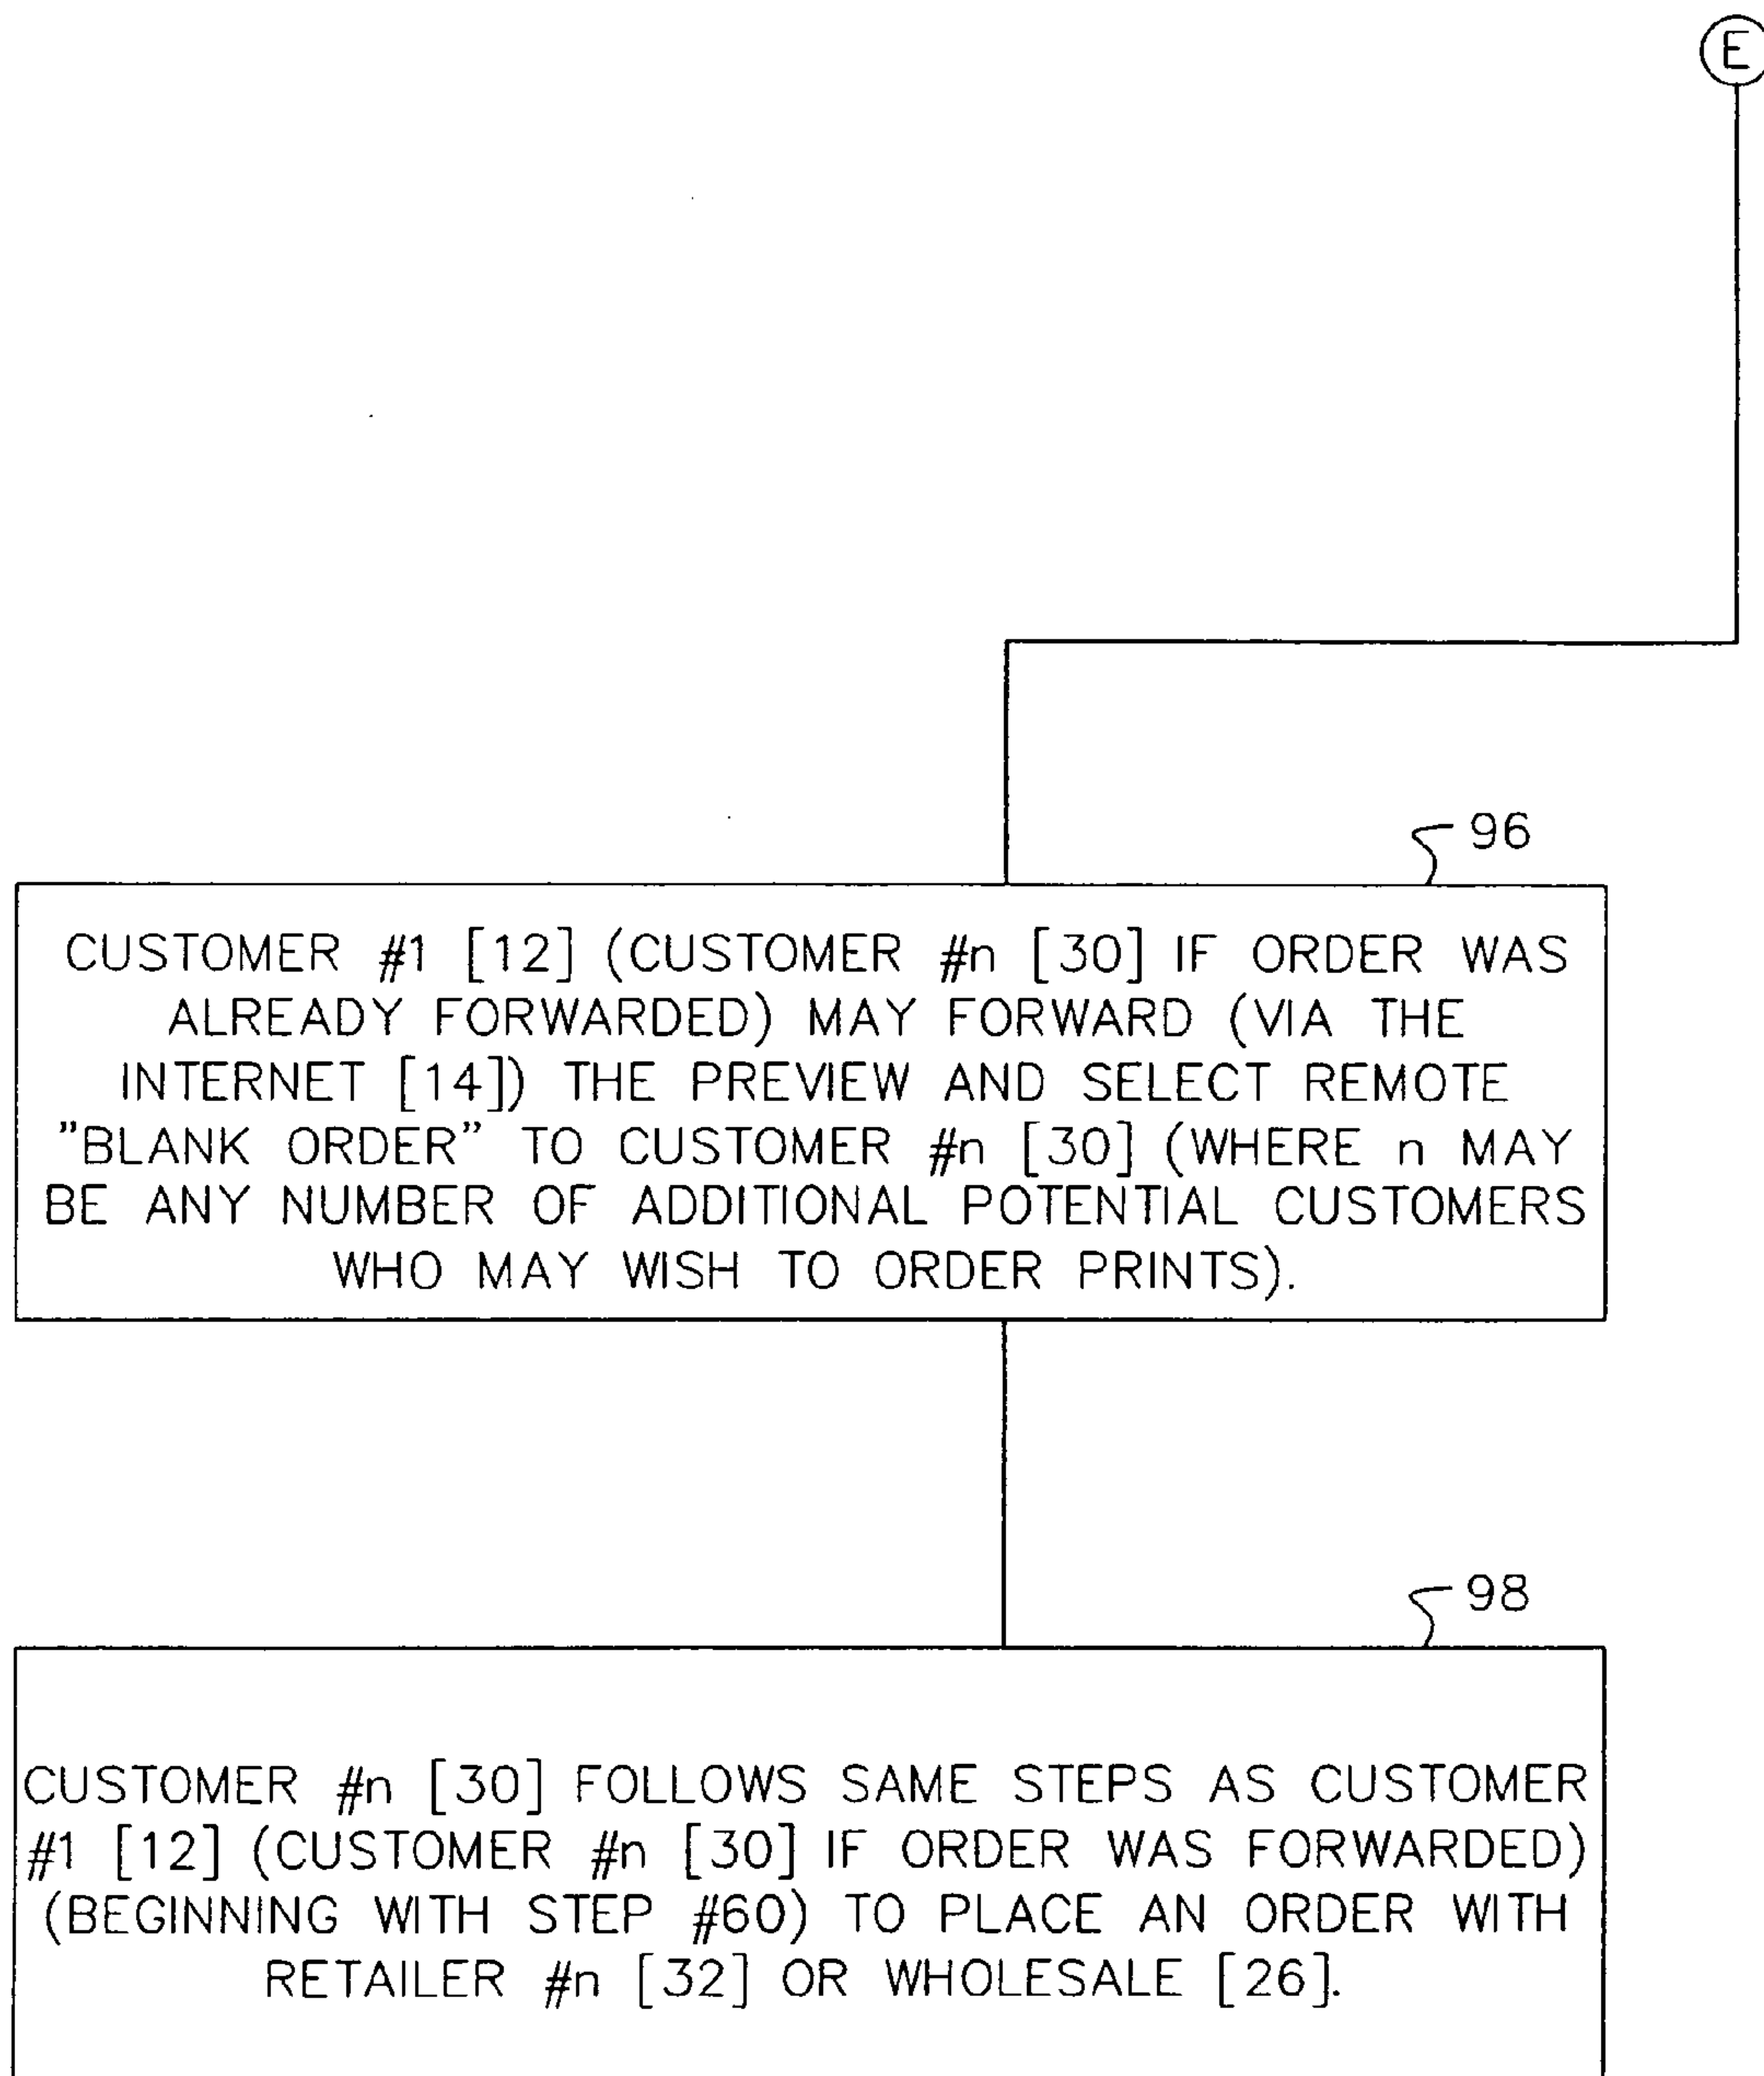 E
96
CUSTOMER #1 [12] (CUSTOMER #n [30] IF ORDER WAS
ALREADY FORWARDED) MAY FORWARD (VIA THE
INTERNET [14]) THE PREVIEW AND SELECT REMOTE
"BLANK ORDER" TO CUSTOMER #n [30] (WHERE n MAY
BE ANY NUMBER OF ADDITIONAL POTENTIAL CUSTOMERS
WHO MAY WISH TO ORDER PRINTS).
98
CUSTOMER #n [30] FOLLOWS SAME STEPS AS CUSTOMER
#1 [12] (CUSTOMER #n [30] IF ORDER WAS FORWARDED)
(BEGINNING WITH STEP #60) TO PLACE AN ORDER WITH
RETAILER #n [32] OR WHOLESALE [26].